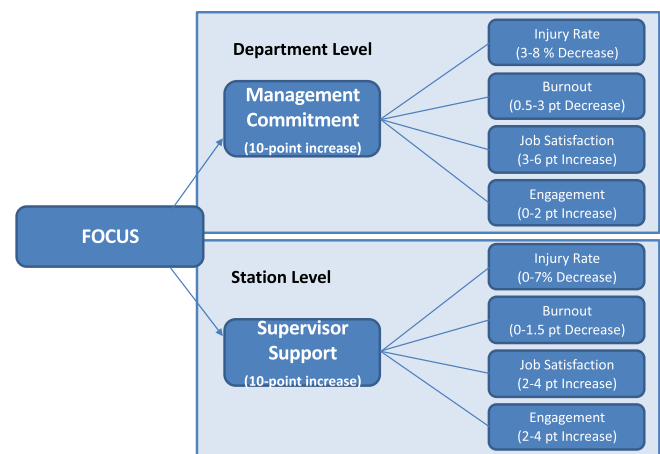 Department Level
Management
Commitment
(10-point increase)
Injury Rate
(3-8 % Decrease)
Burnout
(0.5-3 pt Decrease)
Job Satisfaction
(3-6 pt Increase)
Engagement
(0-2 pt Increase)
FOCUS
Station Level
Supervisor
Support
(10-point increase)
Injury Rate
(0-7% Decrease)
Burnout
(0-1.5 pt Decrease)
Job Satisfaction
(2-4 pt Increase)
Engagement
(2-4 pt Increase)